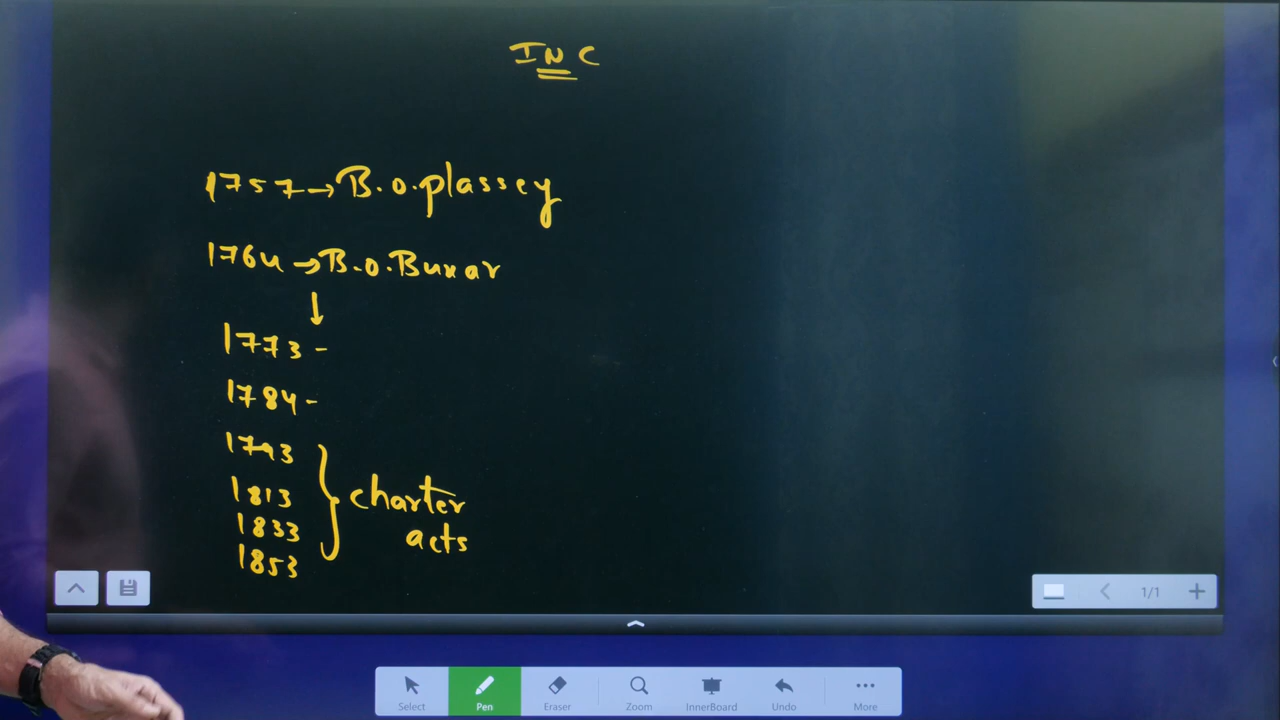 INC
1757→B.O.plassey
1764→B.O.Buxar
↓
1773-
1784-
1793
1813
1833
1853
charter
acts
1/1
Select
Pen
Eraser
Zoom
InnerBoard
Undo
More